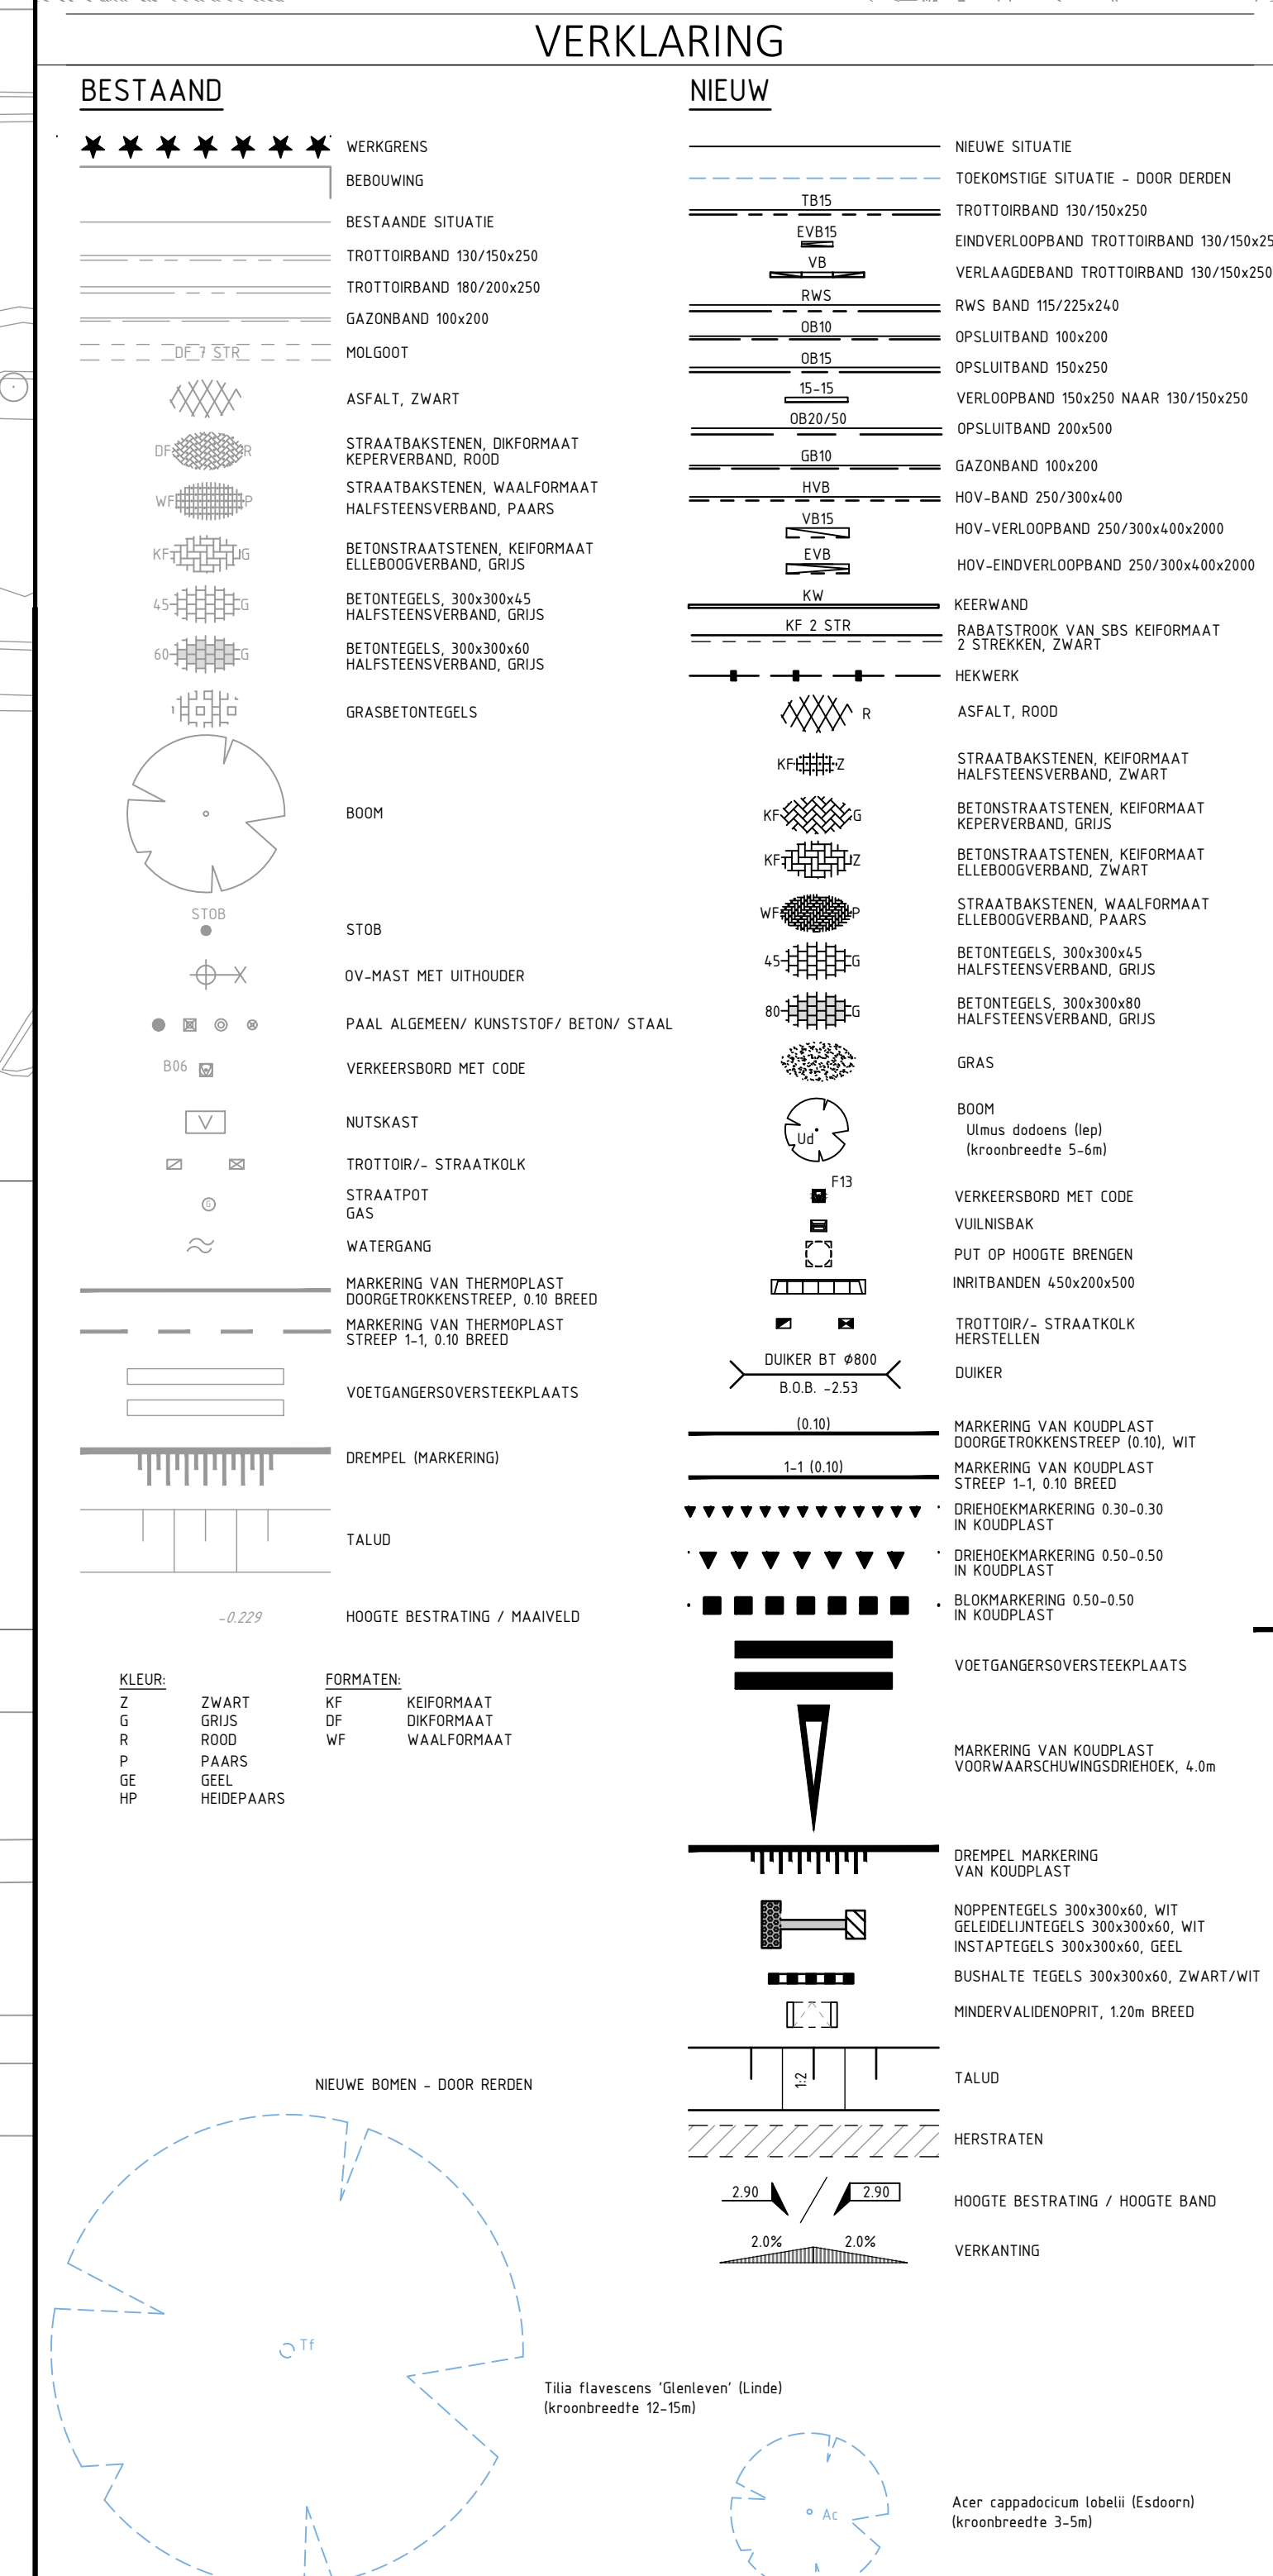 VERKLARING
BESTAAND
WERKGRENS
BEBOUWING
BESTAANDE SITUATIE
TROTTOIRBAND 130/150x250
TROTTOIRBAND 180/200x250
GAZONBAND 100x200
DF 7 STR MOLGOOT
ASFALT, ZWART
DF R STRAATBAKSTENEN, DIKFORMAAT
KEPERVERBAND, ROOD
WF P STRAATBAKSTENEN, WAALFORMAAT
HALFSTEENSVERBAND, PAARS
KF G BETONSTRAATSTENEN, KEIFORMAAT
ELLEBOOGVERBAND, GRIJS
45 G BETONTEGELS, 300x300x45
HALFSTEENSVERBAND, GRIJS
60 G BETONTEGELS, 300x300x60
HALFSTEENSVERBAND, GRIJS
GRASBETONTEGELS
BOOM
STOB
STOB
OV-MAST MET UITHOUDER
PAAL ALGEMEEN/ KUNSTSTOF/ BETON/ STAAL
B06 VERKEERSBORD MET CODE
NUTSKAST
TROTTOIR/- STRAATKOLK
STRAATPOT
G GAS
WATERGANG
MARKERING VAN THERMOPLAST
DOORGETROKKENSTREEP, 0.10 BREED
MARKERING VAN THERMOPLAST
STREEP 1-1, 0.10 BREED
VOETGANGERSOVERSTEEKPLAATS
DREMPEL (MARKERING)
TALUD
-0.229 HOOGTE BESTRATING / MAAIVELD
KLEUR: FORMATEN:
Z ZWART KF KEIFORMAAT
G GRIJS DF DIKFORMAAT
R ROOD WF WAALFORMAAT
P PAARS
GE GEEL
HP HEIDEPAARS
NIEUW
NIEUWE SITUATIE
TOEKOMSTIGE SITUATIE - DOOR DERDEN
TB15
TROTTOIRBAND 130/150x250
EVB15
EINDVERLOOPBAND TROTTOIRBAND 130/150x25
VB
VERLAAGDEBAND TROTTOIRBAND 130/150x250
RWS
RWS BAND 115/225x240
OB10
OPSLUITBAND 100x200
OB15
OPSLUITBAND 150x250
15-15
VERLOOPBAND 150x250 NAAR 130/150x250
OB20/50
OPSLUITBAND 200x500
GB10
GAZONBAND 100x200
HVB
HOV-BAND 250/300x400
VB15
HOV-VERLOOPBAND 250/300x400x2000
EVB
HOV-EINDVERLOOPBAND 250/300x400x2000
KW
KEERWAND
KF 2 STR
RABATSTROOK VAN SBS KEIFORMAAT
2 STREKKEN, ZWART
HEKWERK
R ASFALT, ROOD
KF Z STRAATBAKSTENEN, KEIFORMAAT
HALFSTEENSVERBAND, ZWART
KF G BETONSTRAATSTENEN, KEIFORMAAT
KEPERVERBAND, GRIJS
KF Z BETONSTRAATSTENEN, KEIFORMAAT
ELLEBOOGVERBAND, ZWART
WF P STRAATBAKSTENEN, WAALFORMAAT
ELLEBOOGVERBAND, PAARS
45 G BETONTEGELS, 300x300x45
HALFSTEENSVERBAND, GRIJS
80 G BETONTEGELS, 300x300x80
HALFSTEENSVERBAND, GRIJS
GRAS
BOOM
Ud Ulmus dodoens (Iep)
(kroonbreedte 5-6m)
F13
VERKEERSBORD MET CODE
VUILNISBAK
PUT OP HOOGTE BRENGEN
INRITBANDEN 450x200x500
TROTTOIR/- STRAATKOLK
HERSTELLEN
DUIKER BT Ø800
DUIKER
B.O.B. -2.53
(0.10)
MARKERING VAN KOUDPLAST
DOORGETROKKENSTREEP (0.10), WIT
1-1 (0.10)
MARKERING VAN KOUDPLAST
STREEP 1-1, 0.10 BREED
DRIEHOEKMARKERING 0.30-0.30
IN KOUDPLAST
DRIEHOEKMARKERING 0.50-0.50
IN KOUDPLAST
BLOKMARKERING 0.50-0.50
IN KOUDPLAST
VOETGANGERSOVERSTEEKPLAATS
MARKERING VAN KOUDPLAST
VOORWAARSCHUWINGSDRIEHOEK, 4.0m
DREMPEL MARKERING
VAN KOUDPLAST
NOPPENTEGELS 300x300x60, WIT
GELEIDELIJNTEGELS 300x300x60, WIT
INSTAPTEGELS 300x300x60, GEEL
BUSHALTE TEGELS 300x300x60, ZWART/WIT
MINDERVALIDENOPRIT, 1.20m BREED
1:2 TALUD
HERSTRATEN
2.90 2.90 HOOGTE BESTRATING / HOOGTE BAND
2.0% 2.0%
VERKANTING
NIEUWE BOMEN - DOOR RERDEN
Tf
Tilia flavescens 'Glenleven' (Linde)
(kroonbreedte 12-15m)
Ac
Acer cappadocicum lobelii (Esdoorn)
(kroonbreedte 3-5m)